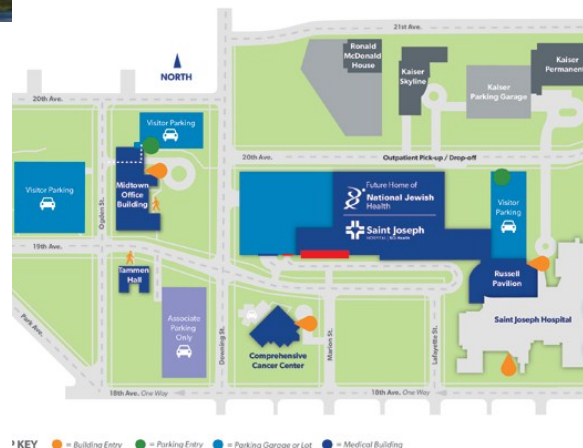 21st Ave.
Ronald
McDonald
House
Kaiser
Skyline
Kaiser
Permanent
Kaiser
Parking Garage
NORTH
20th Ave.
Visitor Parking
20th Ave.
Outpatient Pick-up / Drop-off
Visitor Parking
Midtown
Office
Building
Ogden St.
Future Home of
National Jewish
Health
Saint Joseph
HOSPITAL
Visitor
Parking
19th Ave.
Tammen
Hall
Russell
Pavilion
Saint Joseph Hospital
Associate
Parking
Only
Park Ave.
Downing St.
Comprehensive
Cancer Center
Marion St.
Lafayette St.
18th Ave. One Way
18th Ave. One Way
KEY
= Building Entry
= Parking Entry
= Parking Garage or Lot
= Medical Building